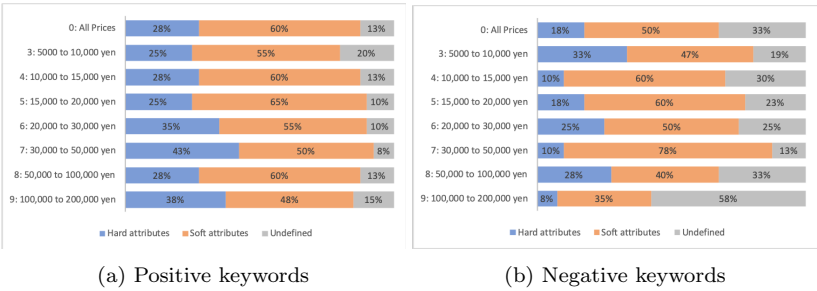 0: All Prices 28% 60% 13%
3: 5000 to 10,000 yen 25% 55% 20%
4: 10,000 to 15,000 yen 28% 60% 13%
5: 15,000 to 20,000 yen 25% 65% 10%
6: 20,000 to 30,000 yen 35% 55% 10%
7: 30,000 to 50,000 yen 43% 50% 8%
8: 50,000 to 100,000 yen 28% 60% 13%
9: 100,000 to 200,000 yen 38% 48% 15%
Hard attributes Soft attributes Undefined
(a) Positive keywords
0: All Prices 18% 50% 33%
3: 5000 to 10,000 yen 33% 47% 19%
4: 10,000 to 15,000 yen 10% 60% 30%
5: 15,000 to 20,000 yen 18% 60% 23%
6: 20,000 to 30,000 yen 25% 50% 25%
7: 30,000 to 50,000 yen 10% 78% 13%
8: 50,000 to 100,000 yen 28% 40% 33%
9: 100,000 to 200,000 yen 8% 35% 58%
Hard attributes Soft attributes Undefined
(b) Negative keywords